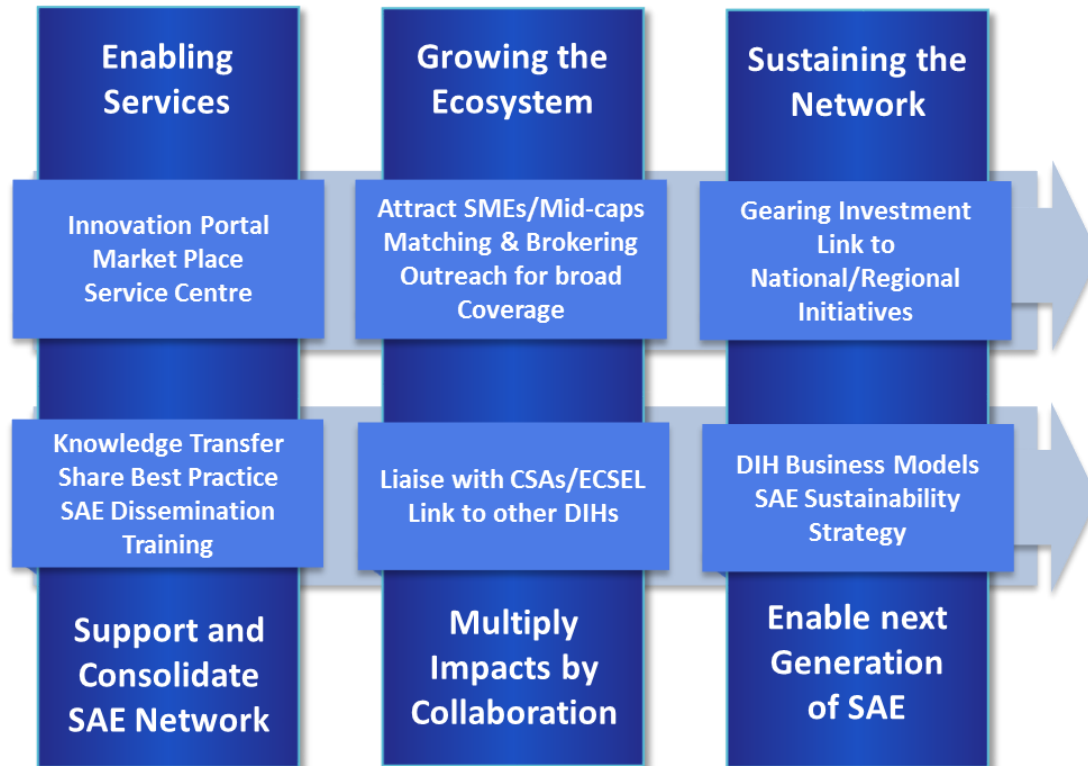 Enabling
Services
Growing the
Ecosystem
Sustaining the
Network
Innovation Portal
Market Place
Service Centre
Attract SMEs/Mid-caps
Matching & Brokering
Outreach for broad
Coverage
Gearing Investment
Link to
National/Regional
Initiatives
Knowledge Transfer
Share Best Practice
SAE Dissemination
Training
Liaise with CSAs/ECSEL
Link to other DIHs
DIH Business Models
SAE Sustainability
Strategy
Support and
Consolidate
SAE Network
Multiply
Impacts by
Collaboration
Enable next
Generation
of SAE